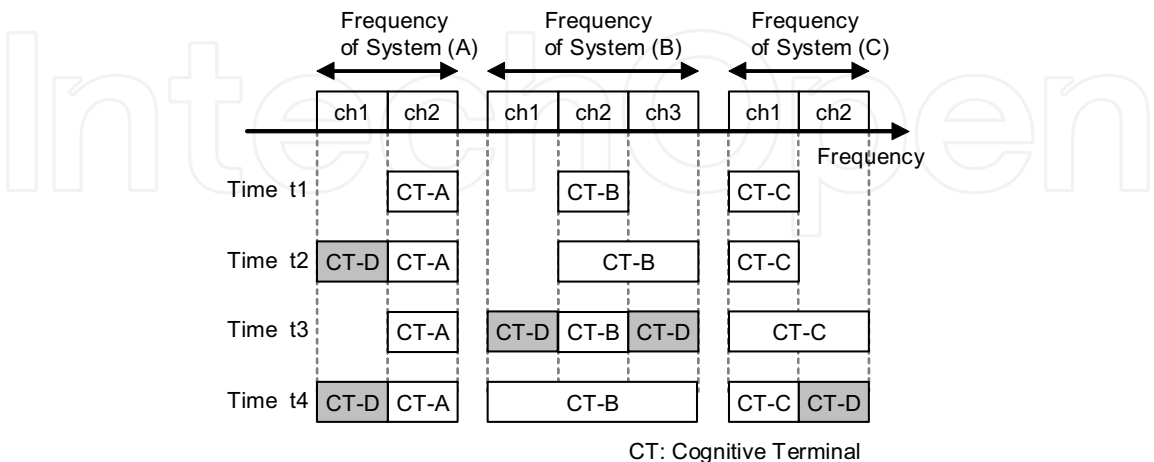 Frequency of System (A)
Frequency of System (B)
Frequency of System (C)
ch1 ch2 ch1 ch2 ch3 ch1 ch2
Frequency
Time t1 CT-A CT-B CT-C
Time t2 CT-D CT-A CT-B CT-C
Time t3 CT-A CT-D CT-B CT-D CT-C
Time t4 CT-D CT-A CT-B CT-C CT-D
CT: Cognitive Terminal
IntechOpen